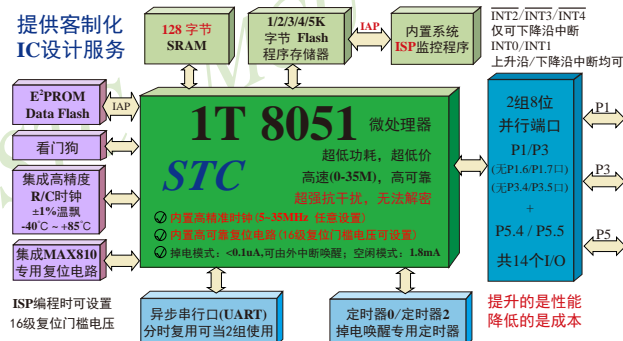 提供客制化
IC设计服务
128 字节
SRAM
1/2/3/4/5K
字节 Flash
程序存储器
IAP
内置系统
ISP监控程序
INT2/INT3/INT4
仅可下降沿中断
INT0/INT1
上升沿/下降沿中断均可
E²PROM
Data Flash
IAP
看门狗
集成高精度
R/C时钟
±1%温飘
-40℃ ~ +85℃
集成MAX810
专用复位电路
ISP编程时可设置
16级复位门槛电压
1T 8051 微处理器
STC
超低功耗，超低价
高速(0-35M)，高可靠
超强抗干扰，无法解密
内置高精准时钟(5~35MHz 任意设置)
内置高可靠复位电路(16级复位门槛电压可设置)
掉电模式：<0.1uA,可由外中断唤醒；空闲模式：1.8mA
2组8位
并行端口
P1/P3
(无P1.6/P1.7口)
(无P3.4/P3.5口)
+
P5.4 / P5.5
共14个I/O
P1
P3
P5
异步串行口(UART)
分时复用可当2组使用
定时器0/定时器2
掉电唤醒专用定时器
提升的是性能
降低的是成本